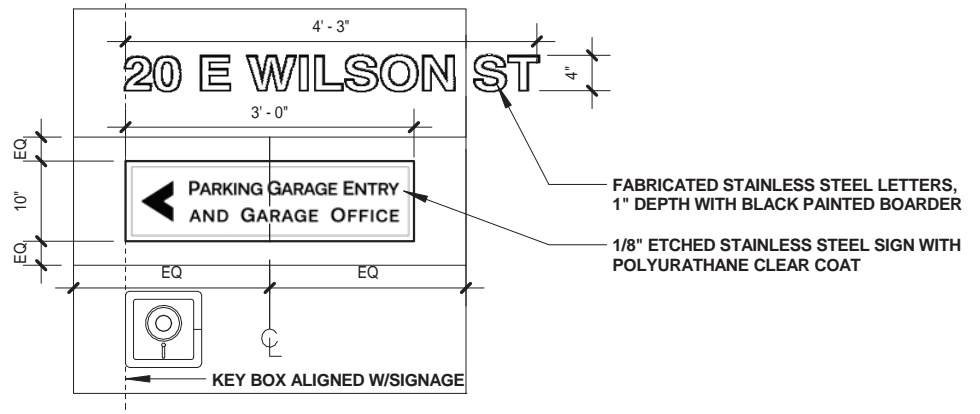 4' - 3"
20 E WILSON ST
4"
3' - 0"
EQ
10"
EQ
PARKING GARAGE ENTRY
AND GARAGE OFFICE
FABRICATED STAINLESS STEEL LETTERS,
1" DEPTH WITH BLACK PAINTED BOARDER
1/8" ETCHED STAINLESS STEEL SIGN WITH
POLYURATHANE CLEAR COAT
EQ
EQ
CL
KEY BOX ALIGNED W/SIGNAGE